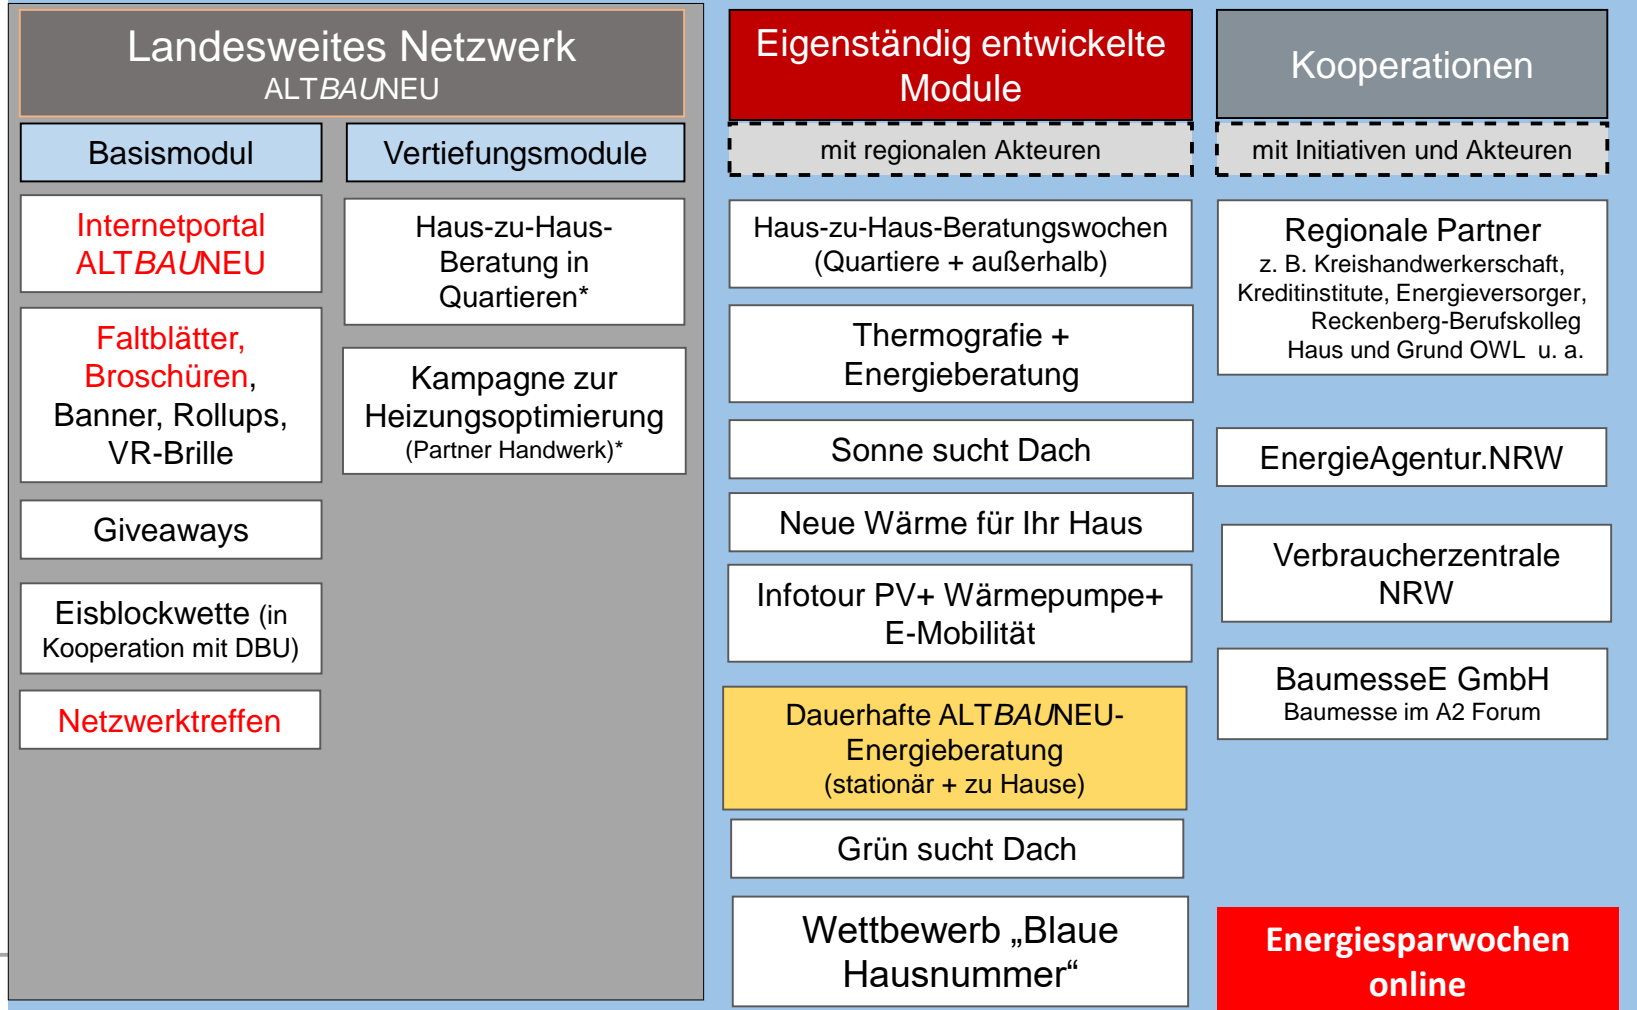 Landesweites Netzwerk
ALTBAUNEU
Basismodul
Internetportal
ALTBAUNEU
Faltblätter,
Broschüren,
Banner, Rollups,
VR-Brille
Giveaways
Eisblockwette (in
Kooperation mit DBU)
Netzwerktreffen
Vertiefungsmodule
Haus-zu-Haus-
Beratung in
Quartieren*
Kampagne zur
Heizungsoptimierung
(Partner Handwerk)*
Eigenständig entwickelte
Module
mit regionalen Akteuren
Haus-zu-Haus-Beratungswochen
(Quartiere + außerhalb)
Thermografie +
Energieberatung
Sonne sucht Dach
Neue Wärme für Ihr Haus
Infotour PV+ Wärmepumpe+
E-Mobilität
Dauerhafte ALTBAUNEU-
Energieberatung
(stationär + zu Hause)
Grün sucht Dach
Wettbewerb „Blaue
Hausnummer“
Kooperationen
mit Initiativen und Akteuren
Regionale Partner
z. B. Kreishandwerkerschaft,
Kreditinstitute, Energieversorger,
Reckenberg-Berufskolleg
Haus und Grund OWL u. a.
EnergieAgentur.NRW
Verbraucherzentrale
NRW
BaumesseE GmbH
Baumesse im A2 Forum
Energiesparwochen
online